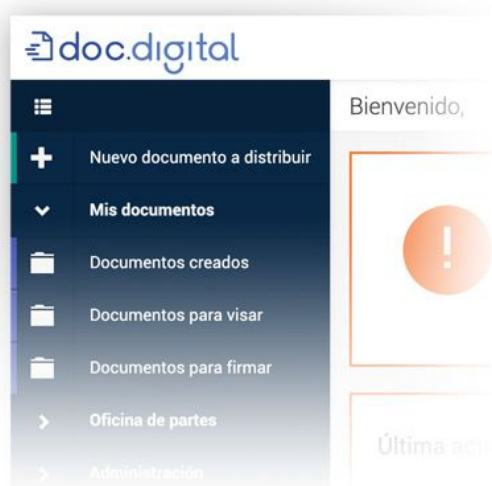 doc.digital
Bienvenido,
Nuevo documento a distribuir
Mis documentos
Documentos creados
Documentos para visar
Documentos para firmar
Oficina de partes
Administración
!
Última